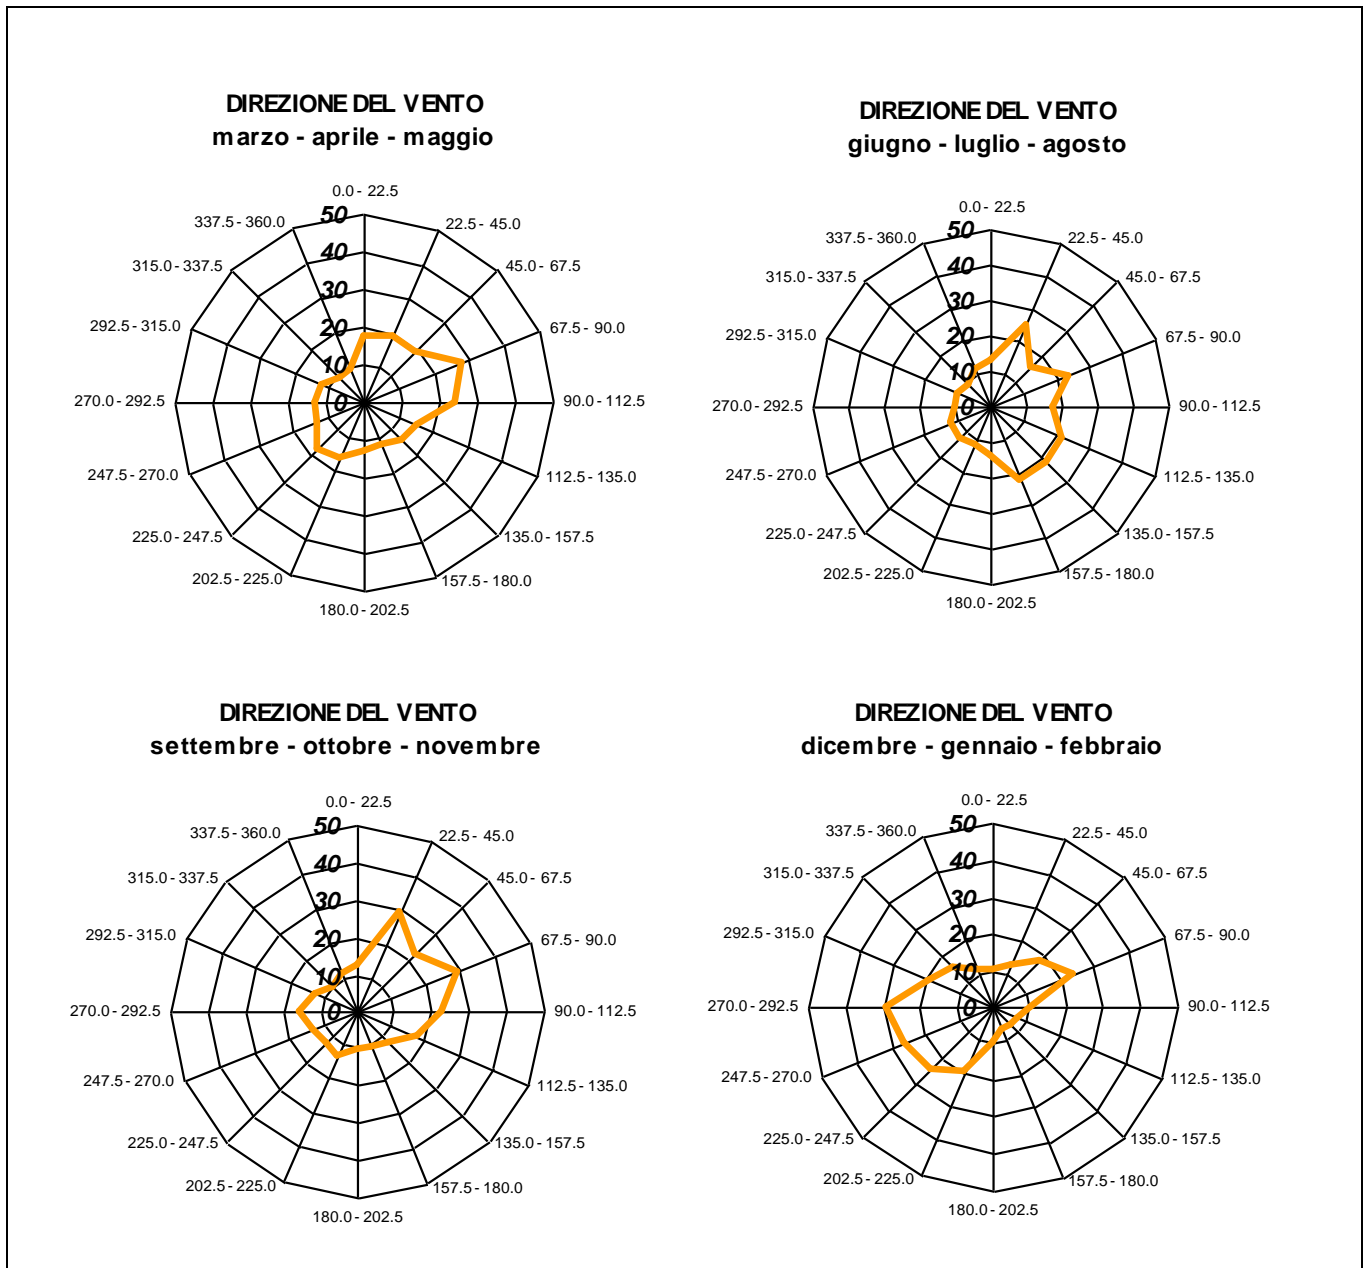 DIREZIONE DEL VENTO
marzo - aprile - maggio
0.0 - 22.5
22.5 - 45.0
45.0 - 67.5
67.5 - 90.0
90.0 - 112.5
112.5 - 135.0
135.0 - 157.5
157.5 - 180.0
180.0 - 202.5
202.5 - 225.0
225.0 - 247.5
247.5 - 270.0
270.0 - 292.5
292.5 - 315.0
315.0 - 337.5
337.5 - 360.0
50
40
30
20
10
0
DIREZIONE DEL VENTO
giugno - luglio - agosto
0.0 - 22.5
22.5 - 45.0
45.0 - 67.5
67.5 - 90.0
90.0 - 112.5
112.5 - 135.0
135.0 - 157.5
157.5 - 180.0
180.0 - 202.5
202.5 - 225.0
225.0 - 247.5
247.5 - 270.0
270.0 - 292.5
292.5 - 315.0
315.0 - 337.5
337.5 - 360.0
50
40
30
20
10
0
DIREZIONE DEL VENTO
settembre - ottobre - novembre
0.0 - 22.5
22.5 - 45.0
45.0 - 67.5
67.5 - 90.0
90.0 - 112.5
112.5 - 135.0
135.0 - 157.5
157.5 - 180.0
180.0 - 202.5
202.5 - 225.0
225.0 - 247.5
247.5 - 270.0
270.0 - 292.5
292.5 - 315.0
315.0 - 337.5
337.5 - 360.0
50
40
30
20
10
0
DIREZIONE DEL VENTO
dicembre - gennaio - febbraio
0.0 - 22.5
22.5 - 45.0
45.0 - 67.5
67.5 - 90.0
90.0 - 112.5
112.5 - 135.0
135.0 - 157.5
157.5 - 180.0
180.0 - 202.5
202.5 - 225.0
225.0 - 247.5
247.5 - 270.0
270.0 - 292.5
292.5 - 315.0
315.0 - 337.5
337.5 - 360.0
50
40
30
20
10
0